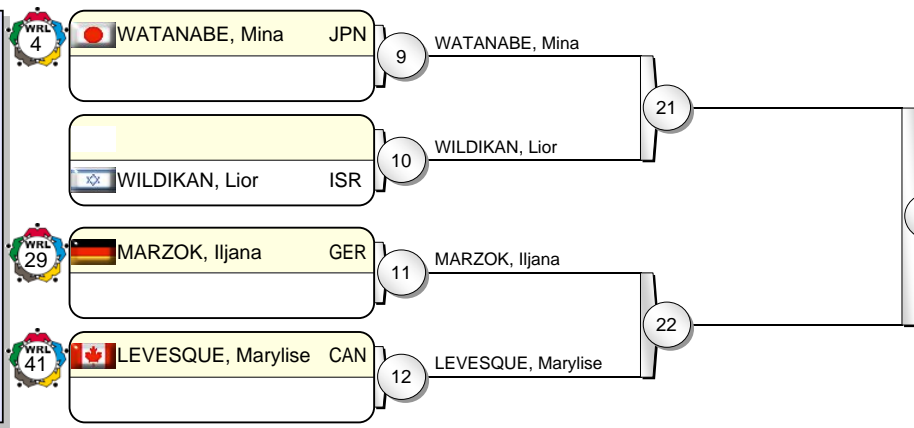 WRL
4
WATANABE, Mina JPN
9
WATANABE, Mina
21
WILDIKAN, Lior ISR
10
WILDIKAN, Lior
WRL
29
MARZOK, Iljana GER
11
MARZOK, Iljana
22
WRL
41
LEVESQUE, Marylise CAN
12
LEVESQUE, Marylise